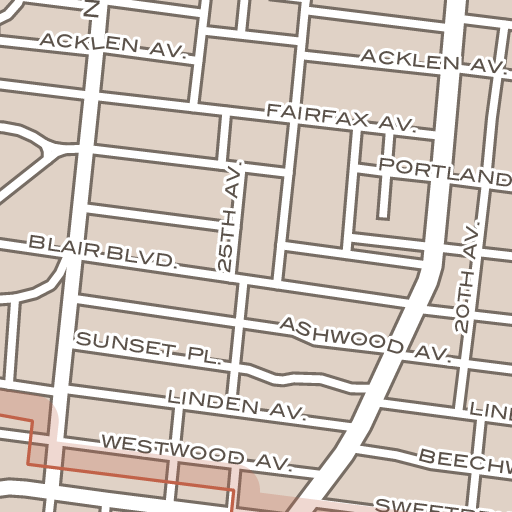 N
ACKLEN AV.
ACKLEN AV.
FAIRFAX AV.
PORTLAND
25TH AV.
BLAIR BLVD.
20TH AV.
ASHWOOD AV.
SUNSET PL.
LINDEN AV.
LIN
WESTWOOD AV.
BEECHW